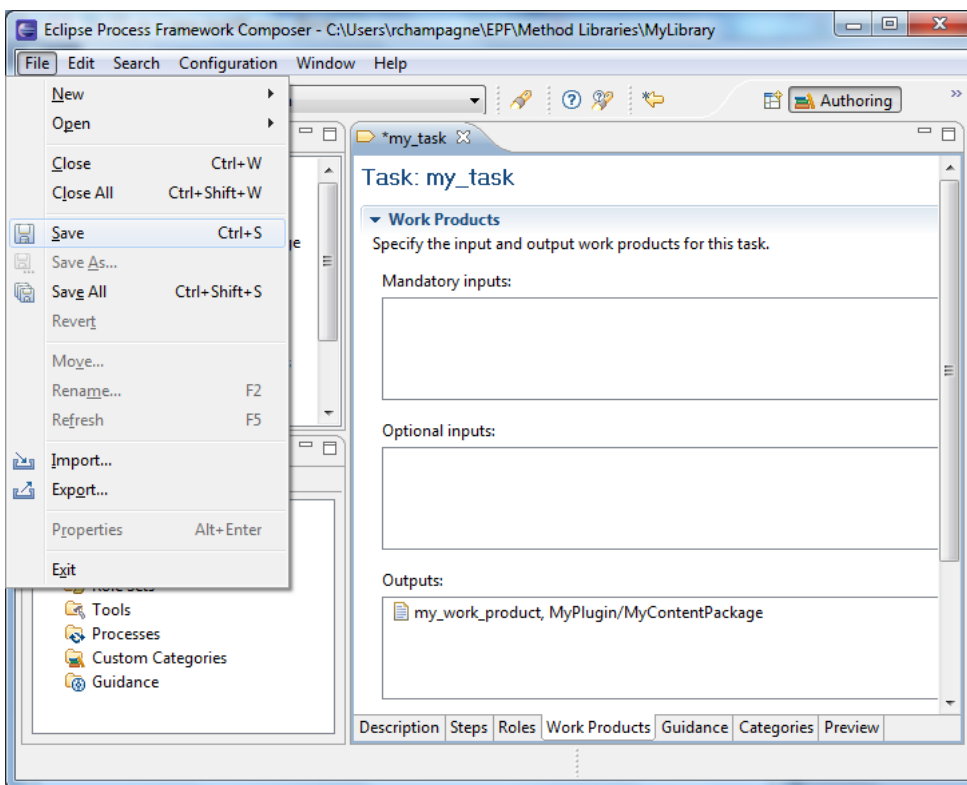 Eclipse Process Framework Composer - C:\Users\rchampagne\EPF\Method Libraries\MyLibrary
File Edit Search Configuration Window Help
Authoring
New
Open
Close Ctrl+W
Close All Ctrl+Shift+W
Save Ctrl+S
Save As...
Save All Ctrl+Shift+S
Revert
Move...
Rename... F2
Refresh F5
Import...
Export...
Properties Alt+Enter
Exit
Tools
Processes
Custom Categories
Guidance
*my_task
Task: my_task
Work Products
Specify the input and output work products for this task.
Mandatory inputs:
Optional inputs:
Outputs:
my_work_product, MyPlugin/MyContentPackage
Description Steps Roles Work Products Guidance Categories Preview